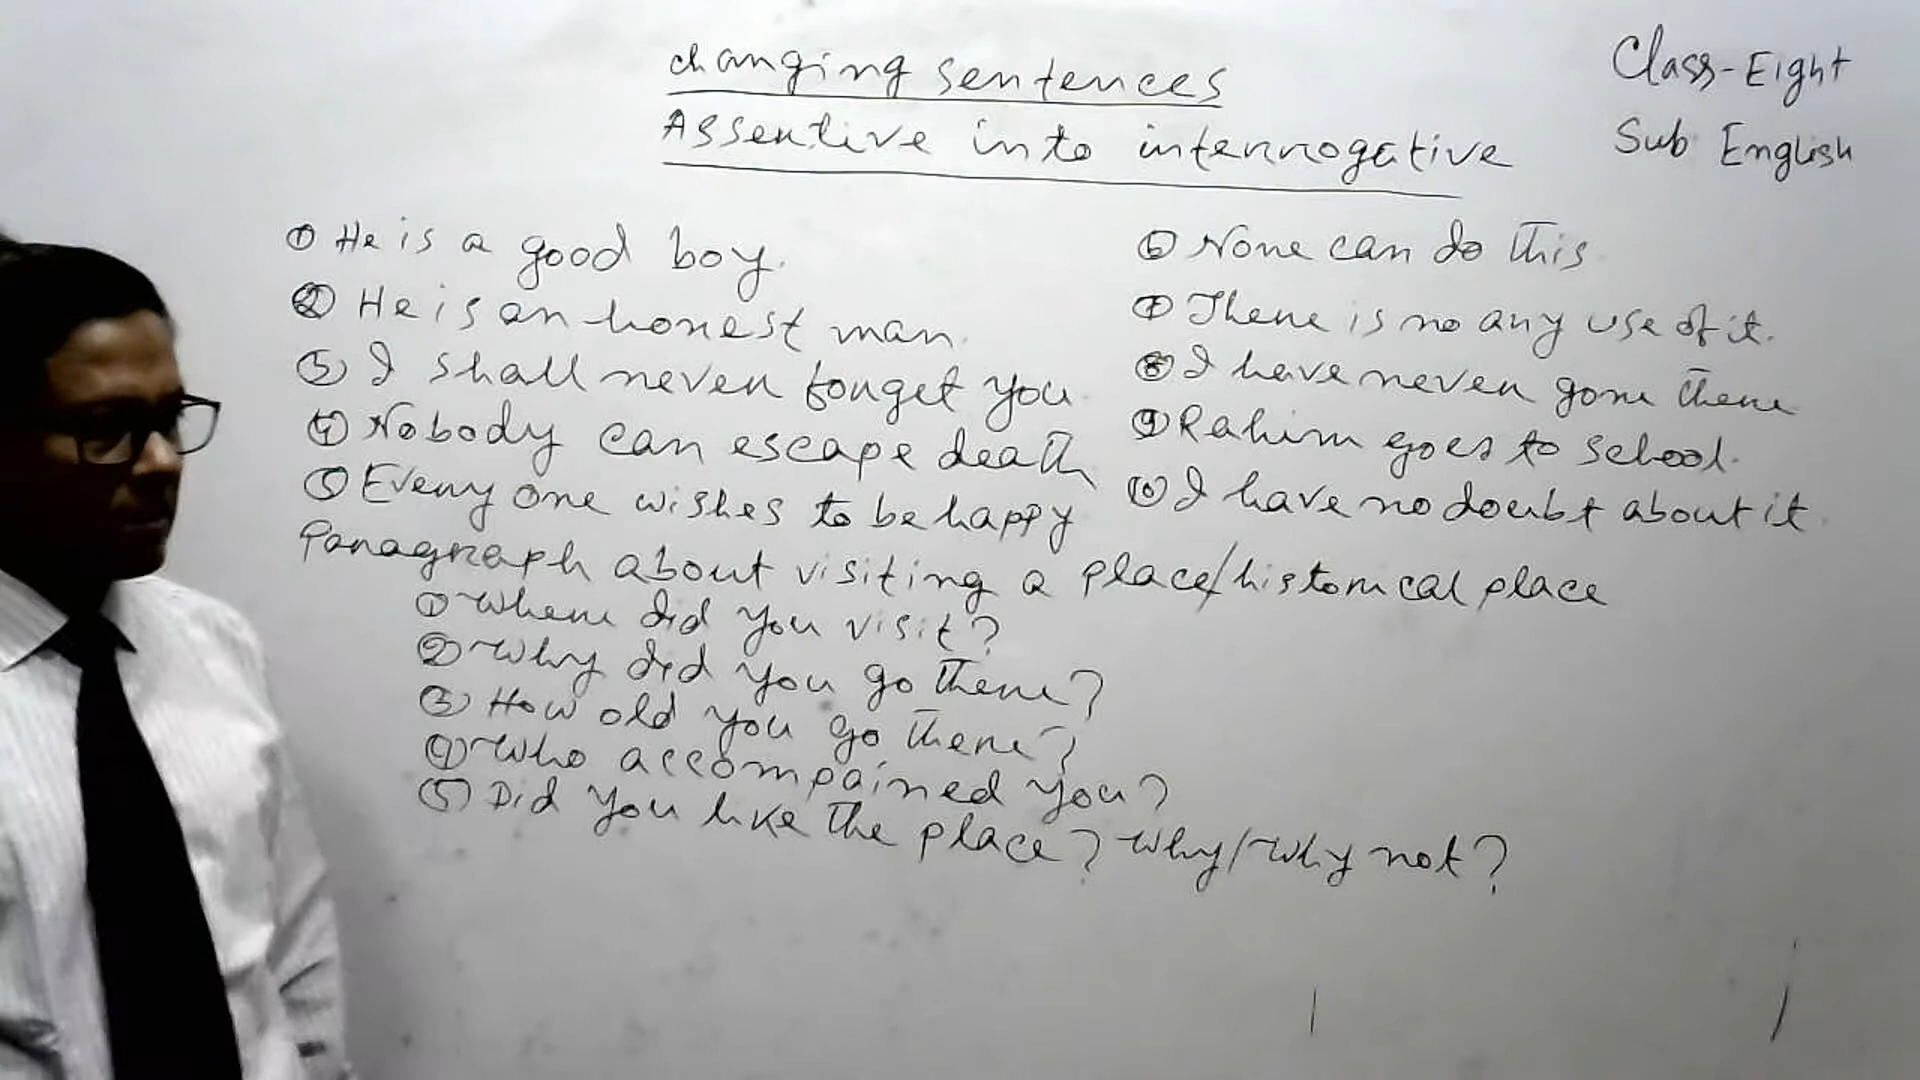 changing sentences
Assertive into interrogative
Class-Eight
Sub English
① He is a good boy.
② He is an honest man.
③ I shall never forget you.
④ Nobody can escape death
⑤ Every one wishes to be happy
⑥ None can do this.
⑦ There is no any use of it.
⑧ I have never gone there
⑨ Rahim goes to school.
⑩ I have no doubt about it.
Paragraph about visiting a place/historical place
① Where did you visit?
② Why did you go there?
③ How old you go there?
④ Who accompained you?
⑤ Did you like the place? Why/Why not?